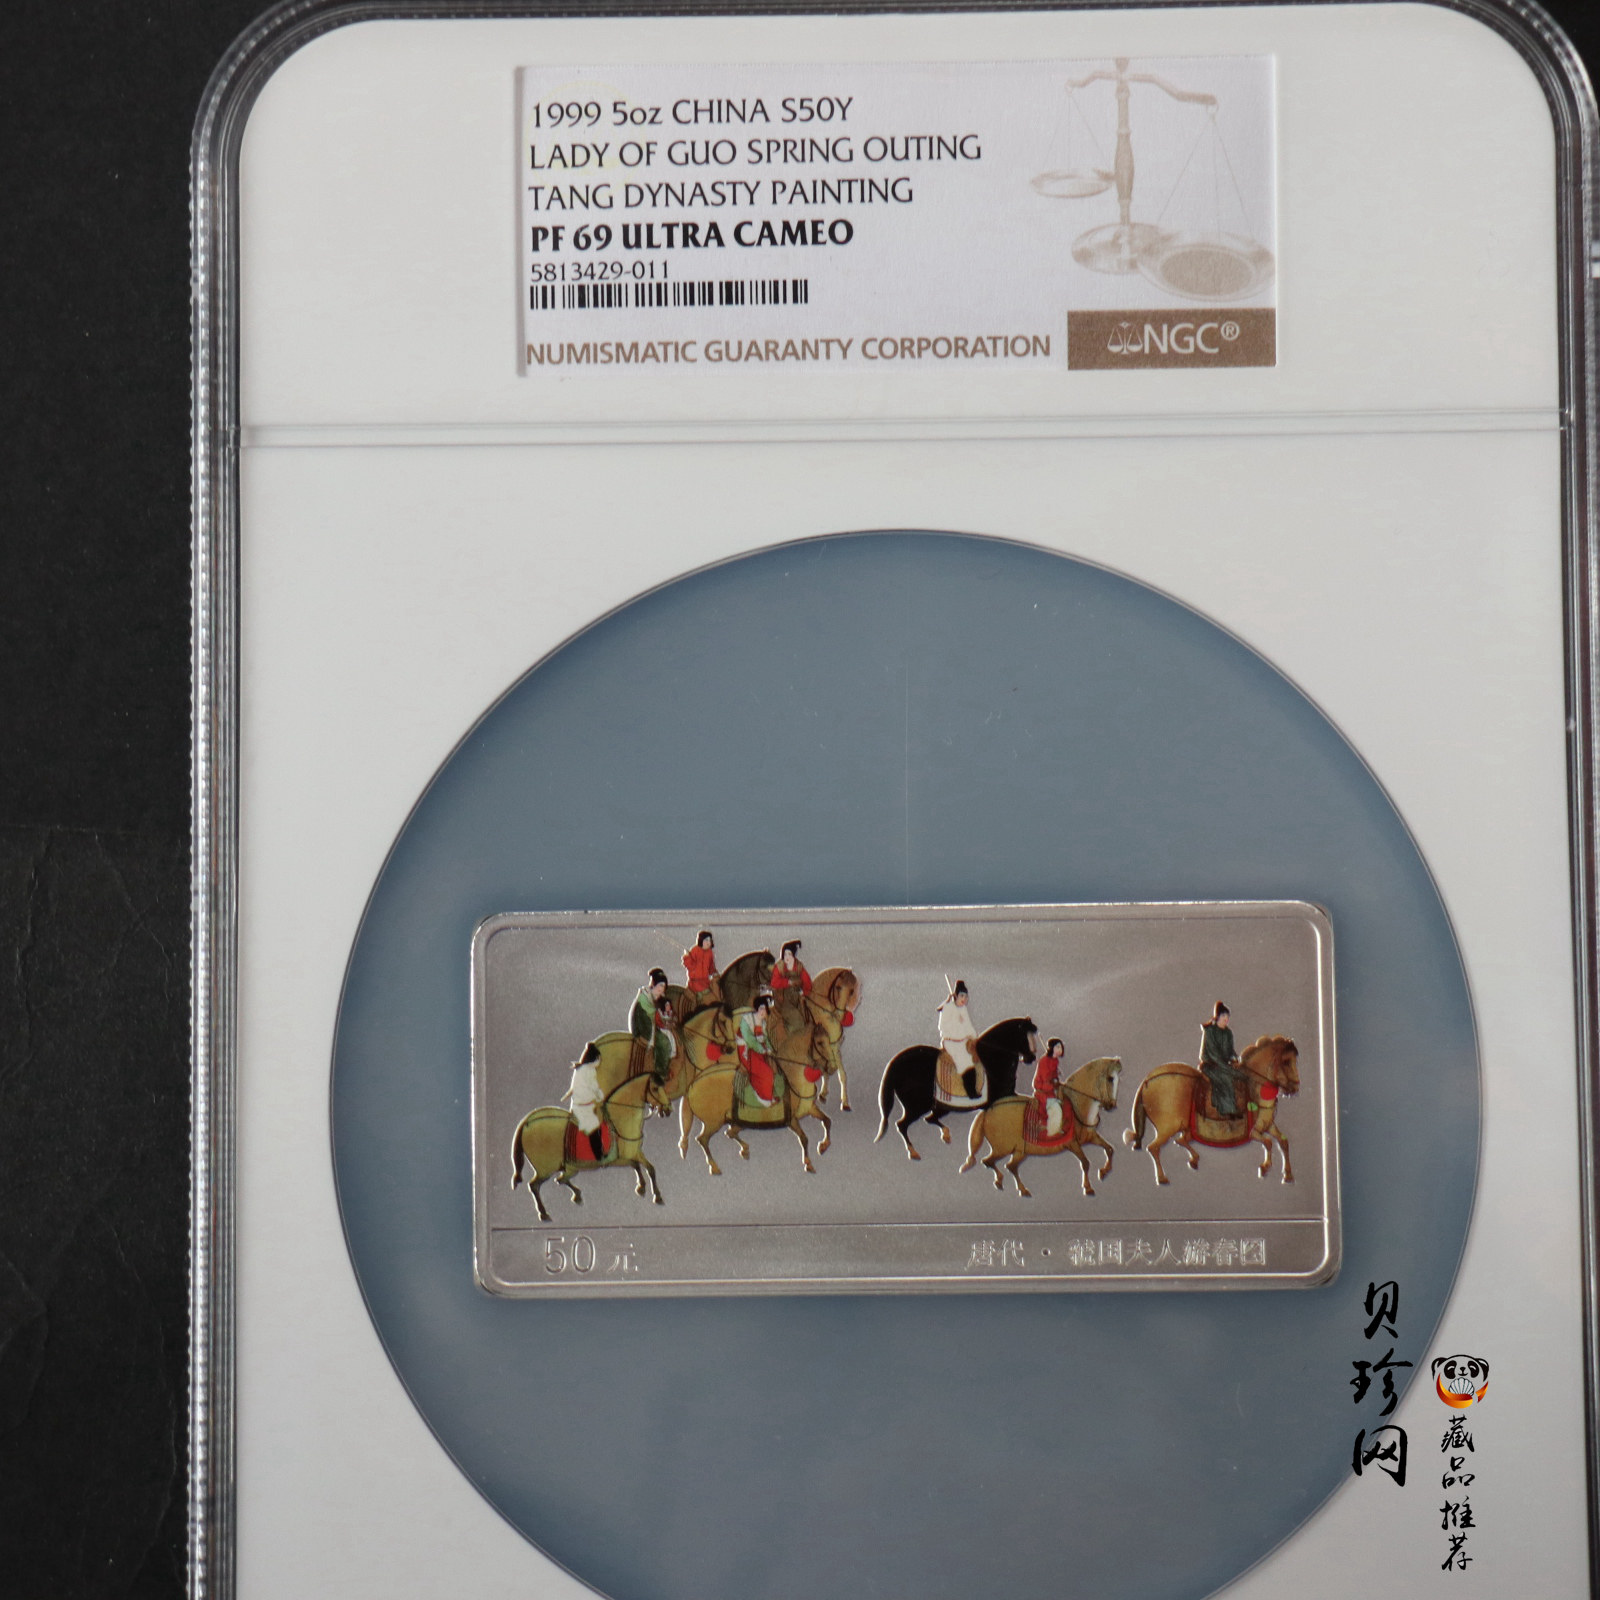 1999 5oz CHINA S50Y
LADY OF GUO SPRING OUTING
TANG DYNASTY PAINTING
PF 69 ULTRA CAMEO
5813429-011
NUMISMATIC GUARANTY CORPORATION
NGC®
50元
唐代·虢国夫人游春图
贝珍网
藏品推荐